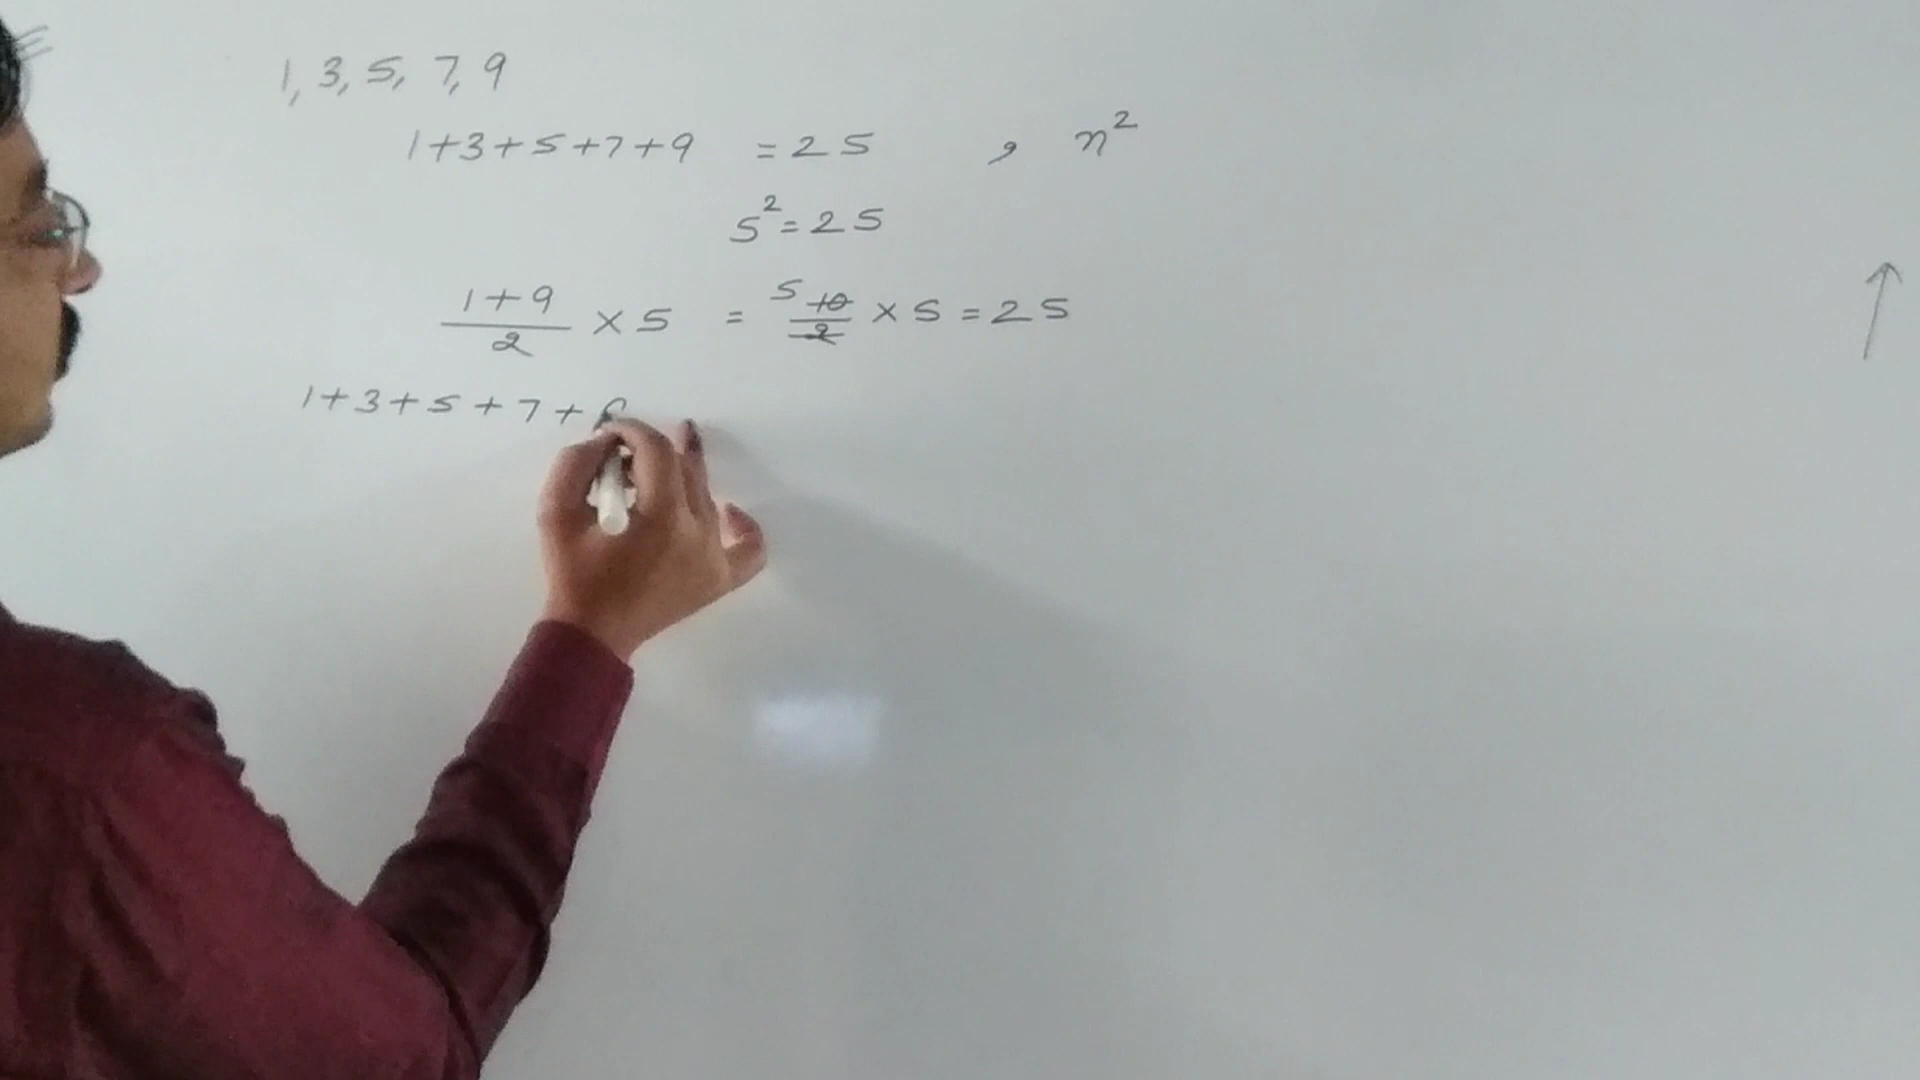 1, 3, 5, 7, 9
1+3+5+7+9 = 25 , n²
5² = 25
(1+9)/2 × 5 = 5 10/2 × 5 = 25
1+3+5+7+